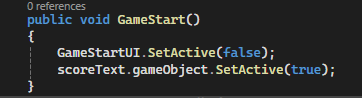 0 references
public void GameStart()
{
GameStartUI.SetActive(false);
scoreText.gameObject.SetActive(true);
}